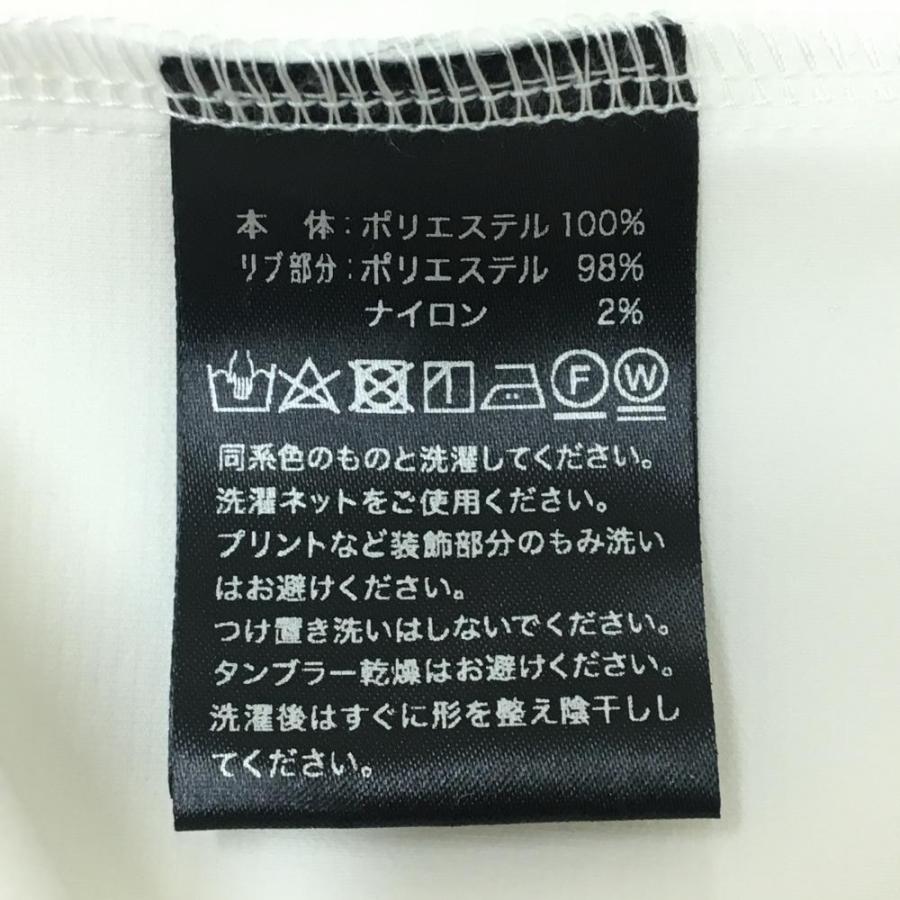 本　体：ポリエステル 100%
リブ部分：ポリエステル 98%
ナイロン 2%
F W
同系色のものと洗濯してください。
洗濯ネットをご使用ください。
プリントなど装飾部分のもみ洗い
はお避けください。
つけ置き洗いはしないでください。
タンブラー乾燥はお避けください。
洗濯後はすぐに形を整え陰干しし
てください。